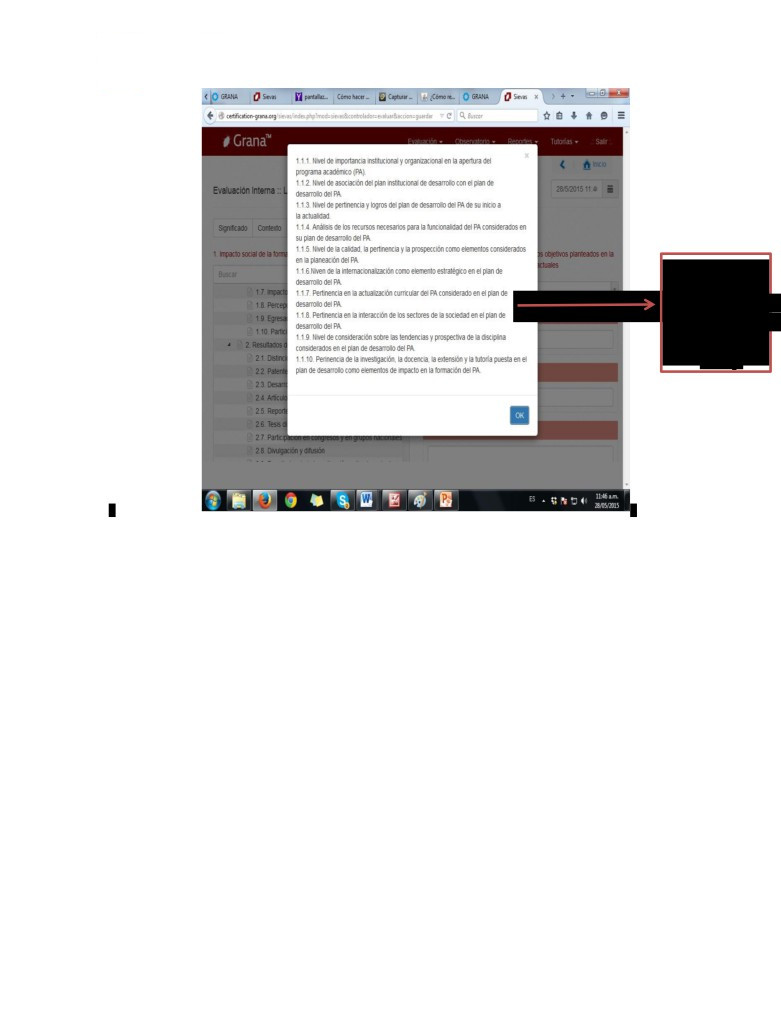 GRANA Sievas pantallaz... Cómo hacer ... Capturar ... ¿Cómo re... GRANA Sievas
certification-grana.org/sievas/index.php?mod=sievas&controlador=evaluar&accion=guardar Buscar
Grana™ Evaluación Observatorio Reportes Tutorías Salir
Inicio
Evaluación Interna :: L 28/5/2015 11:4
Significado Contexto
1. Impacto social de la forma os objetivos planteados en la
ctuales
Buscar
1.7. Impacto
1.8. Percep
1.9. Egresa
1.10. Partic
2. Resultados d
2.1. Distinc
2.2. Patente
2.3. Desarro
2.4. Artículo
2.5. Reporte
2.6. Tesis d
2.7. Participación en congresos y en grupos nacionales
2.8. Divulgación y difusión
1.1.1. Nivel de importancia institucional y organizacional en la apertura del
programa académico (PA).
1.1.2. Nivel de asociación del plan institucional de desarrollo con el plan de
desarrollo del PA.
1.1.3. Nivel de pertinencia y logros del plan de desarrollo del PA de su inicio a
la actualidad.
1.1.4. Análisis de los recursos necesarios para la funcionalidad del PA considerados en
su plan de desarrollo del PA.
1.1.5. Nivel de la calidad, la pertinencia y la prospección como elementos considerados
en la planeación del PA.
1.1.6.Niven de la internacionalización como elemento estratégico en el plan de
desarrollo del PA.
1.1.7. Pertinencia en la actualización curricular del PA considerado en el plan de
desarrollo del PA.
1.1.8. Pertinencia en la interacción de los sectores de la sociedad en el plan de
desarrollo del PA.
1.1.9. Nivel de consideración sobre las tendencias y prospectiva de la disciplina
considerados en el plan de desarrollo del PA.
1.1.10. Perinencia de la investigación, la docencia, la extensión y la tutoría puesta en el
plan de desarrollo como elementos de impacto en la formación del PA.
OK
ES 11:46 a.m.
28/05/2015